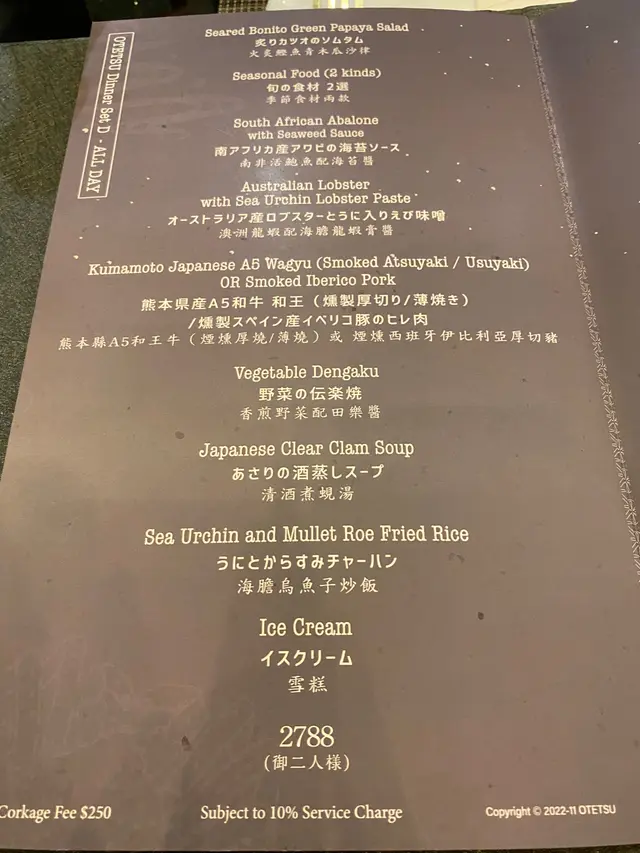 OTETSU Dinner Set D - ALL DAY
Seared Bonito Green Papaya Salad
炙りカツオのソムタム
火炙鰹魚青木瓜沙律
Seasonal Food (2 kinds)
旬の食材 2選
季節食材兩款
South African Abalone
with Seaweed Sauce
南アフリカ産アワビの海苔ソース
南非活鮑魚配海苔醬
Australian Lobster
with Sea Urchin Lobster Paste
オーストラリア産ロブスターとうに入りえび味噌
澳洲龍蝦配海膽龍蝦膏醬
Kumamoto Japanese A5 Wagyu (Smoked Atsuyaki / Usuyaki)
OR Smoked Iberico Pork
熊本県産A5和牛 和王（燻製厚切り/薄焼き）
/燻製スペイン産イベリコ豚のヒレ肉
熊本縣A5和王牛（煙燻厚燒/薄燒）或 煙燻西班牙伊比利亞厚切豬
Vegetable Dengaku
野菜の伝楽焼
香煎野菜配田樂醬
Japanese Clear Clam Soup
あさりの酒蒸しスープ
清酒煮蜆湯
Sea Urchin and Mullet Roe Fried Rice
うにとからすみチャーハン
海膽烏魚子炒飯
Ice Cream
イスクリーム
雪糕
2788
(御二人様)
Corkage Fee $250
Subject to 10% Service Charge
Copyright © 2022-11 OTETSU